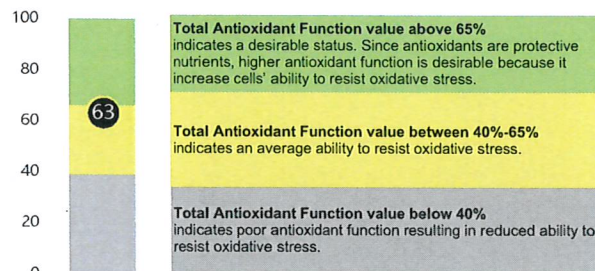 100
80
60
40
20
0
63
Total Antioxidant Function value above 65%
indicates a desirable status. Since antioxidants are protective
nutrients, higher antioxidant function is desirable because it
increase cells' ability to resist oxidative stress.
Total Antioxidant Function value between 40%-65%
indicates an average ability to resist oxidative stress.
Total Antioxidant Function value below 40%
indicates poor antioxidant function resulting in reduced ability to
resist oxidative stress.